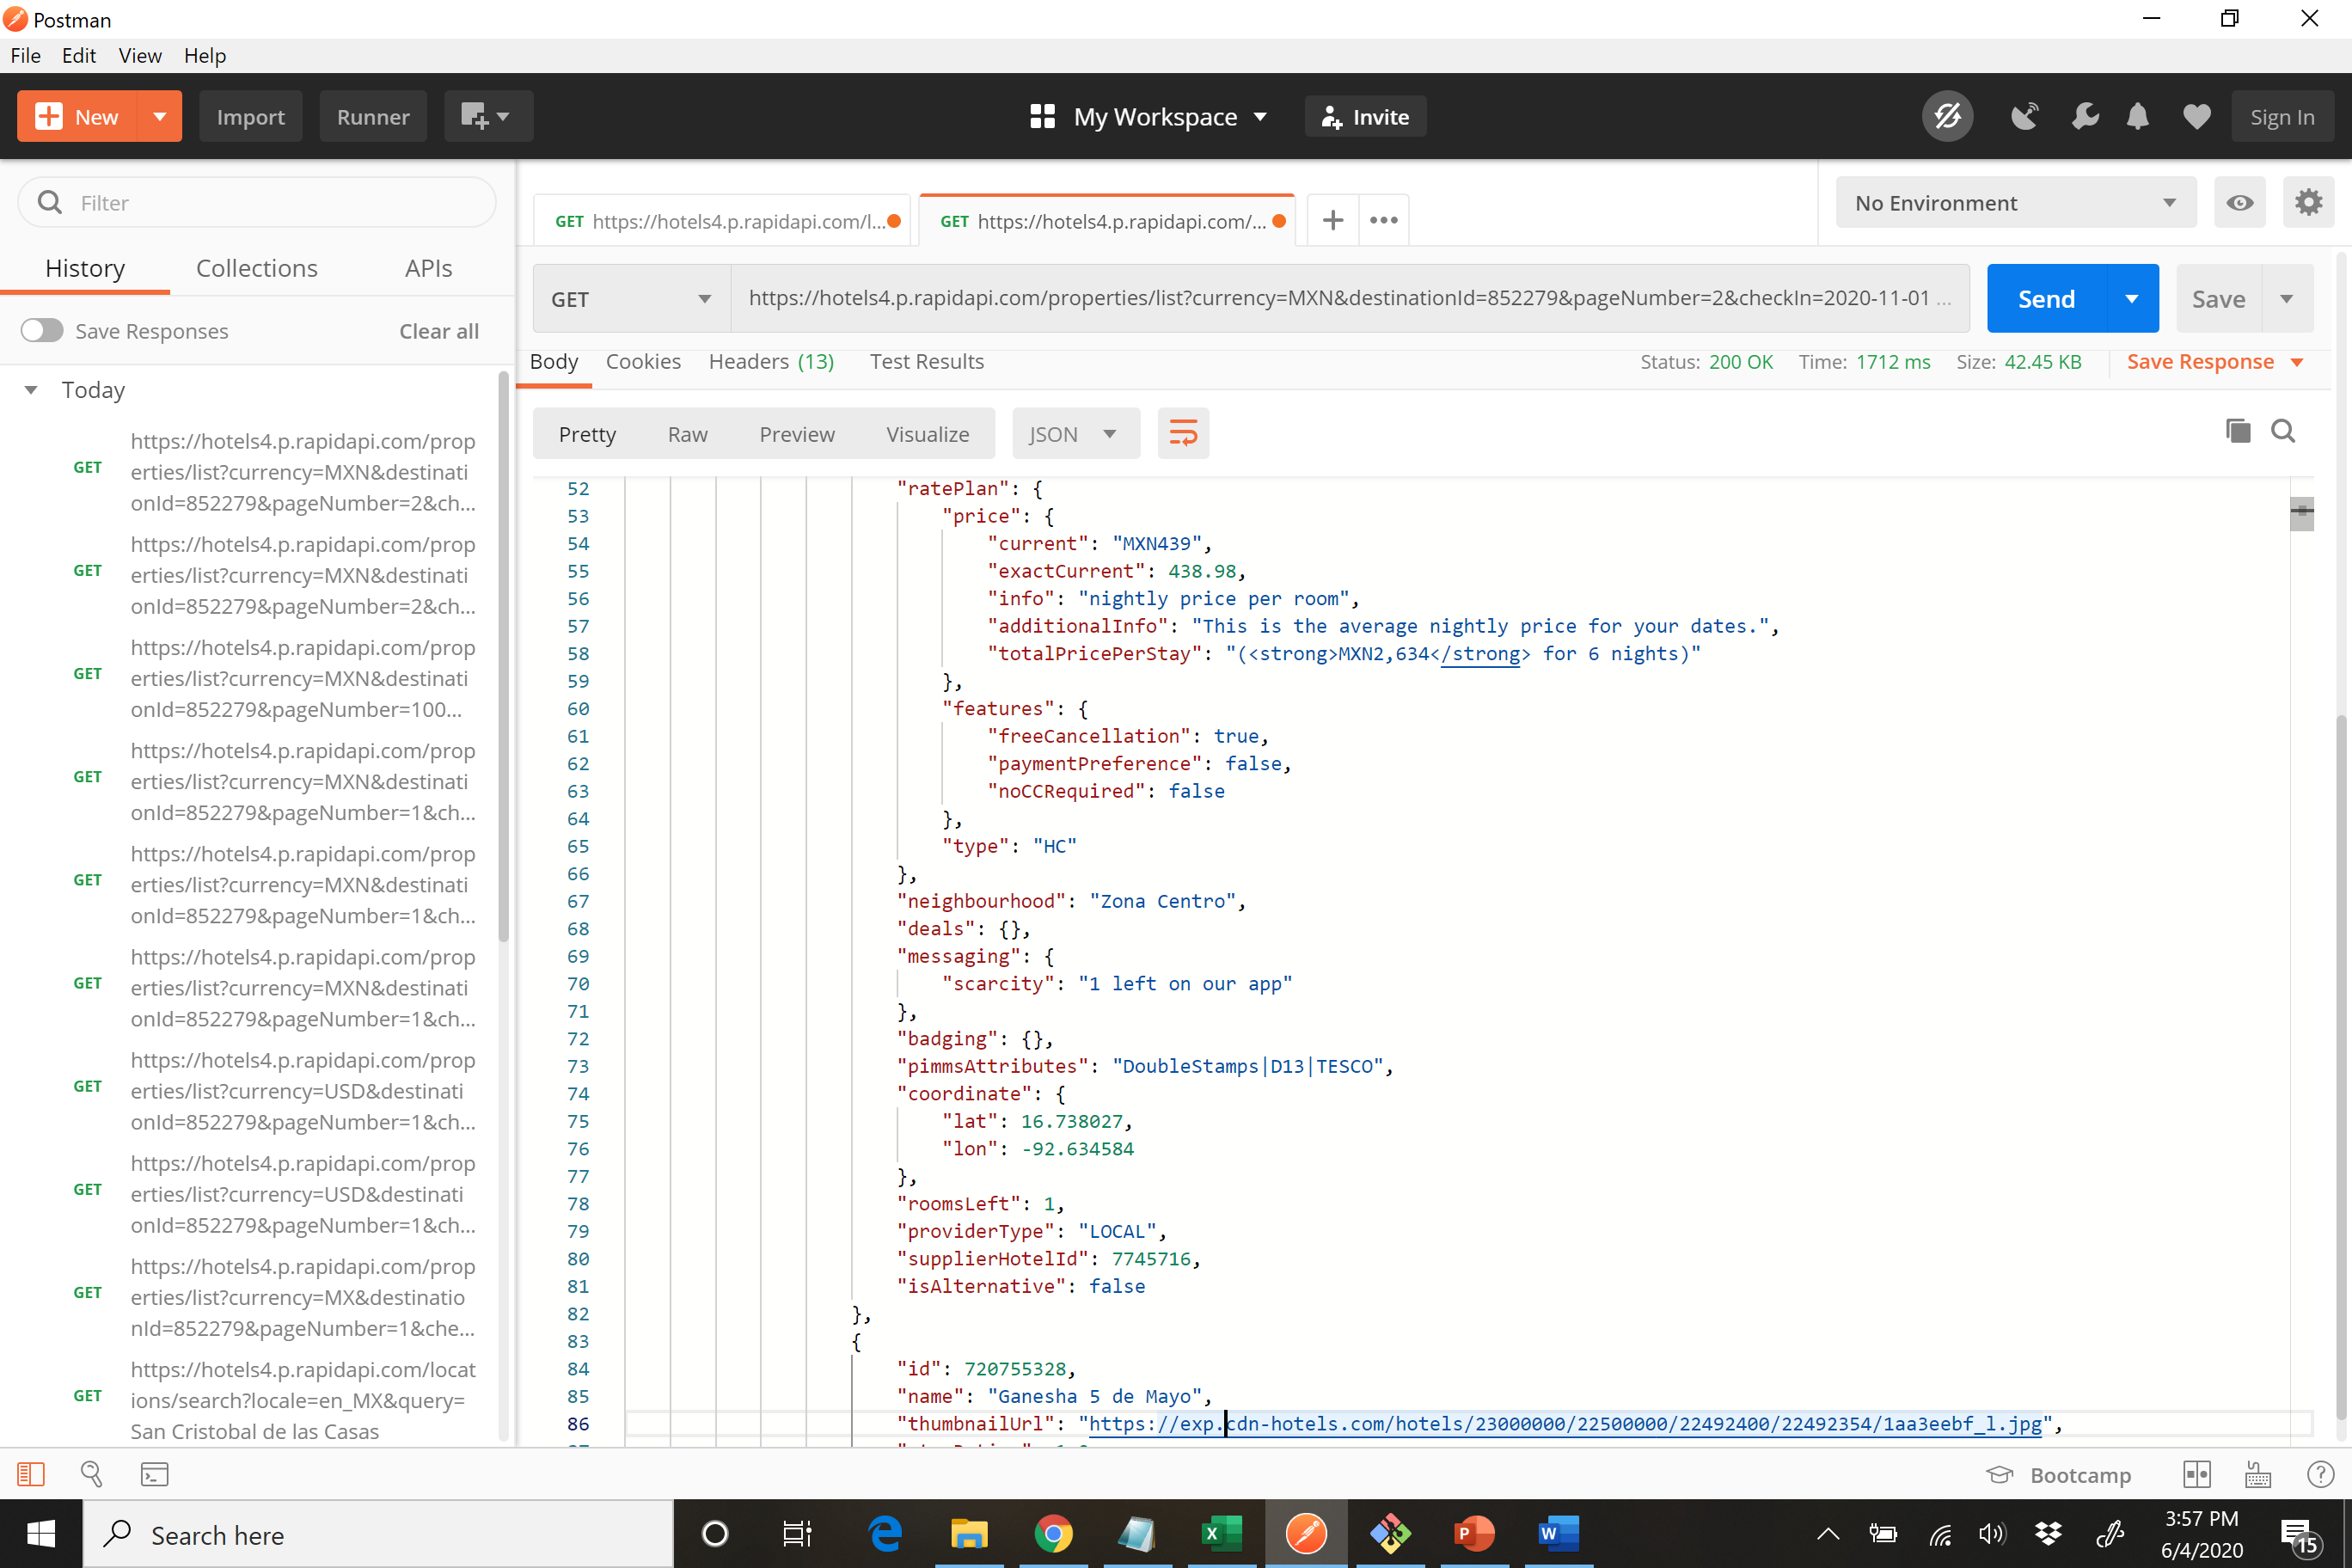 Postman
File Edit View Help
New Import Runner My Workspace Invite Sign In
Filter
History Collections APIs
Save Responses Clear all
Today
GET https://hotels4.p.rapidapi.com/prop
erties/list?currency=MXN&destinati
onId=852279&pageNumber=2&ch...
GET https://hotels4.p.rapidapi.com/prop
erties/list?currency=MXN&destinati
onId=852279&pageNumber=2&ch...
GET https://hotels4.p.rapidapi.com/prop
erties/list?currency=MXN&destinati
onId=852279&pageNumber=100...
GET https://hotels4.p.rapidapi.com/prop
erties/list?currency=MXN&destinati
onId=852279&pageNumber=1&ch...
GET https://hotels4.p.rapidapi.com/prop
erties/list?currency=MXN&destinati
onId=852279&pageNumber=1&ch...
GET https://hotels4.p.rapidapi.com/prop
erties/list?currency=MXN&destinati
onId=852279&pageNumber=1&ch...
GET https://hotels4.p.rapidapi.com/prop
erties/list?currency=USD&destinati
onId=852279&pageNumber=1&ch...
GET https://hotels4.p.rapidapi.com/prop
erties/list?currency=USD&destinati
onId=852279&pageNumber=1&ch...
GET https://hotels4.p.rapidapi.com/prop
erties/list?currency=MX&destinatio
nId=852279&pageNumber=1&che...
GET https://hotels4.p.rapidapi.com/locat
ions/search?locale=en_MX&query=
San Cristobal de las Casas
GET https://hotels4.p.rapidapi.com/l... GET https://hotels4.p.rapidapi.com/... + •••
No Environment
GET https://hotels4.p.rapidapi.com/properties/list?currency=MXN&destinationId=852279&pageNumber=2&checkIn=2020-11-01 ... Send Save
Body Cookies Headers (13) Test Results Status: 200 OK Time: 1712 ms Size: 42.45 KB Save Response
Pretty Raw Preview Visualize JSON
52 "ratePlan": {
53 "price": {
54 "current": "MXN439",
55 "exactCurrent": 438.98,
56 "info": "nightly price per room",
57 "additionalInfo": "This is the average nightly price for your dates.",
58 "totalPricePerStay": "(<strong>MXN2,634</strong> for 6 nights)"
59 },
60 "features": {
61 "freeCancellation": true,
62 "paymentPreference": false,
63 "noCCRequired": false
64 },
65 "type": "HC"
66 },
67 "neighbourhood": "Zona Centro",
68 "deals": {},
69 "messaging": {
70 "scarcity": "1 left on our app"
71 },
72 "badging": {},
73 "pimmsAttributes": "DoubleStamps|D13|TESCO",
74 "coordinate": {
75 "lat": 16.738027,
76 "lon": -92.634584
77 },
78 "roomsLeft": 1,
79 "providerType": "LOCAL",
80 "supplierHotelId": 7745716,
81 "isAlternative": false
82 },
83 {
84 "id": 720755328,
85 "name": "Ganesha 5 de Mayo",
86 "thumbnailUrl": "https://exp.cdn-hotels.com/hotels/23000000/22500000/22492400/22492354/1aa3eebf_l.jpg",
Bootcamp
Search here
3:57 PM
6/4/2020
15